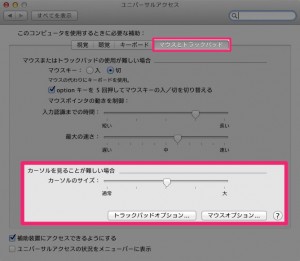 ユニバーサルアクセス
すべてを表示
このコンピュータを使用するときに必要な補助：
視覚 聴覚 キーボード マウスとトラックパッド
マウスまたはトラックパッドの使用が難しい場合
マウスキー： 入 切
マウスの代わりにキーボードを使用。
option キーを 5 回押してマウスキーの入／切を切り替える
マウスポインタの動きを制御：
入力認識までの時間：
短い 長い
最大の速さ：
遅い 中 速い
カーソルを見ることが難しい場合
カーソルのサイズ：
通常 大
トラックパッドオプション... マウスオプション... ?
補助装置にアクセスできるようにする
ユニバーサルアクセスの状況をメニューバーに表示